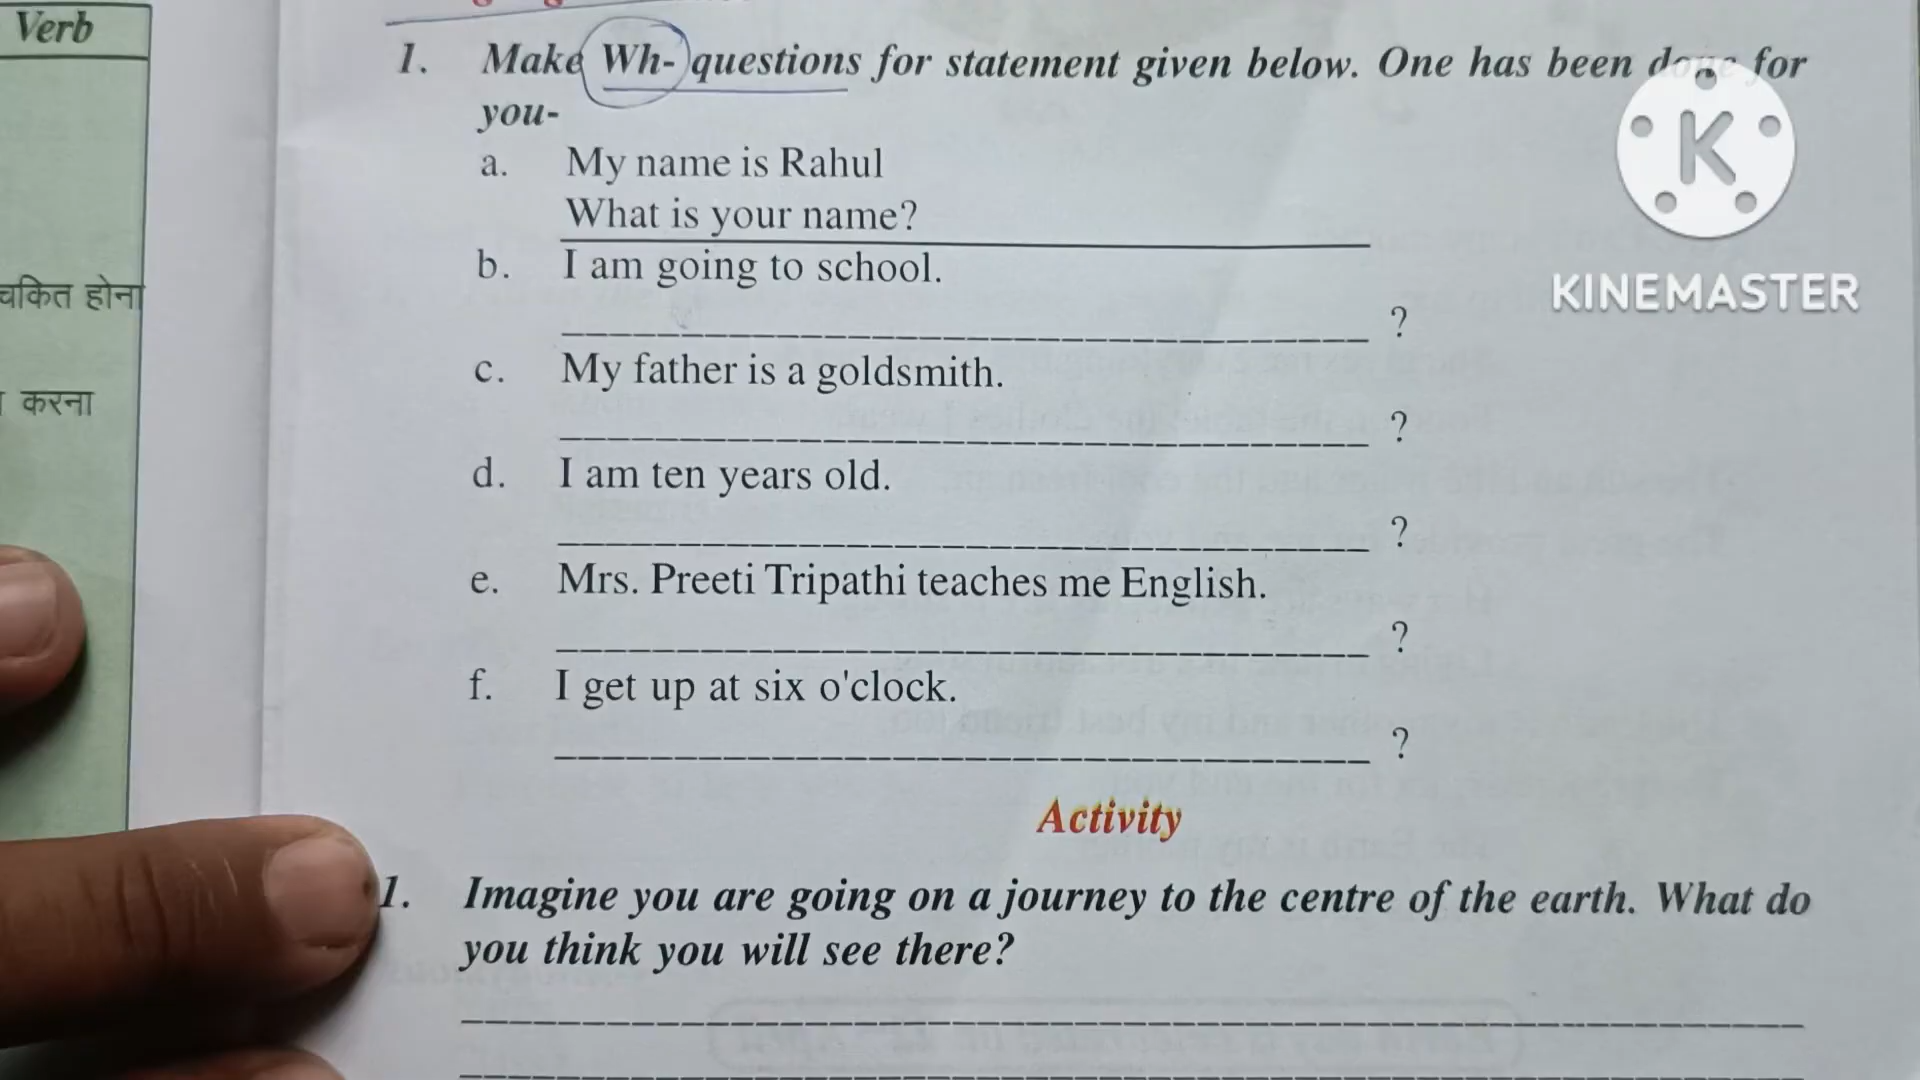 Verb
चकित होना
करना
1. Make Wh- questions for statement given below. One has been done for
you-
a. My name is Rahul
What is your name?
b. I am going to school.
?
c. My father is a goldsmith.
?
d. I am ten years old.
?
e. Mrs. Preeti Tripathi teaches me English.
?
f. I get up at six o'clock.
?
Activity
1. Imagine you are going on a journey to the centre of the earth. What do
you think you will see there?
K
KINEMASTER